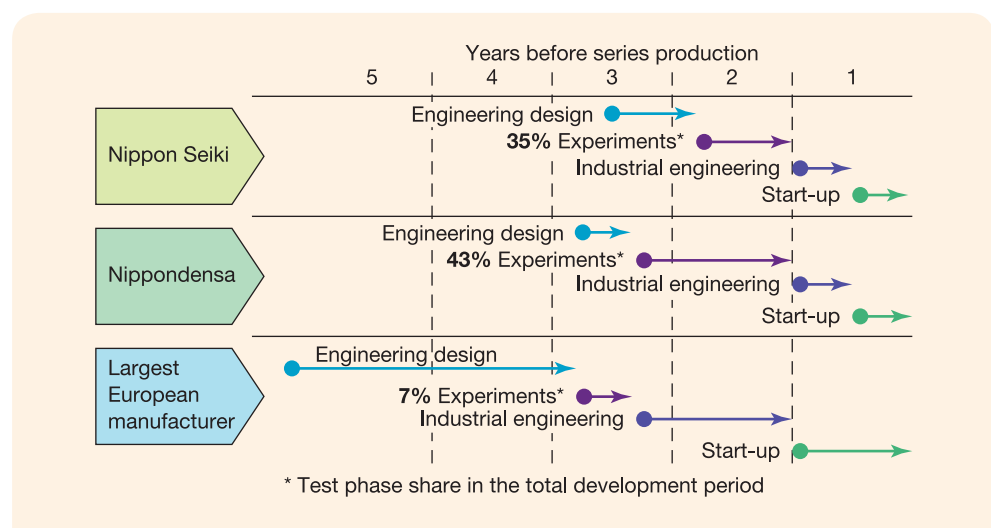 Years before series production
5 4 3 2 1
Nippon Seiki
Engineering design
35% Experiments*
Industrial engineering
Start-up
Nippondensa
Engineering design
43% Experiments*
Industrial engineering
Start-up
Largest
European
manufacturer
Engineering design
7% Experiments*
Industrial engineering
Start-up
* Test phase share in the total development period